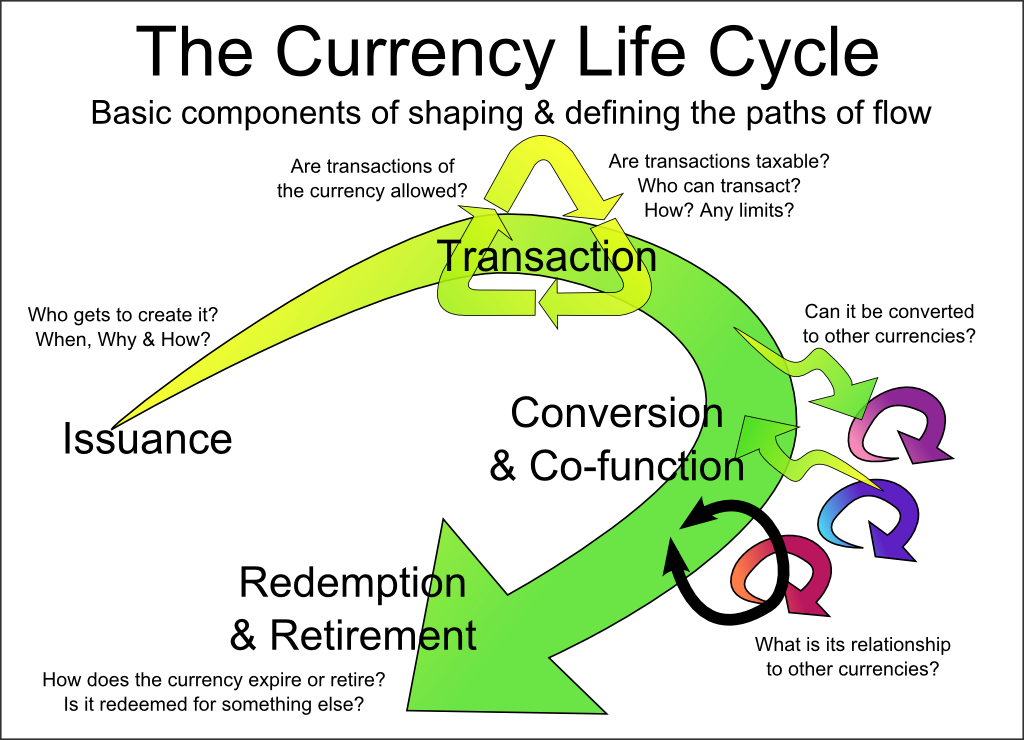 The Currency Life Cycle
Basic components of shaping & defining the paths of flow
Are transactions of
the currency allowed?
Are transactions taxable?
Who can transact?
How? Any limits?
Transaction
Who gets to create it?
When, Why & How?
Issuance
Can it be converted
to other currencies?
Conversion
& Co-function
Redemption
& Retirement
How does the currency expire or retire?
Is it redeemed for something else?
What is its relationship
to other currencies?